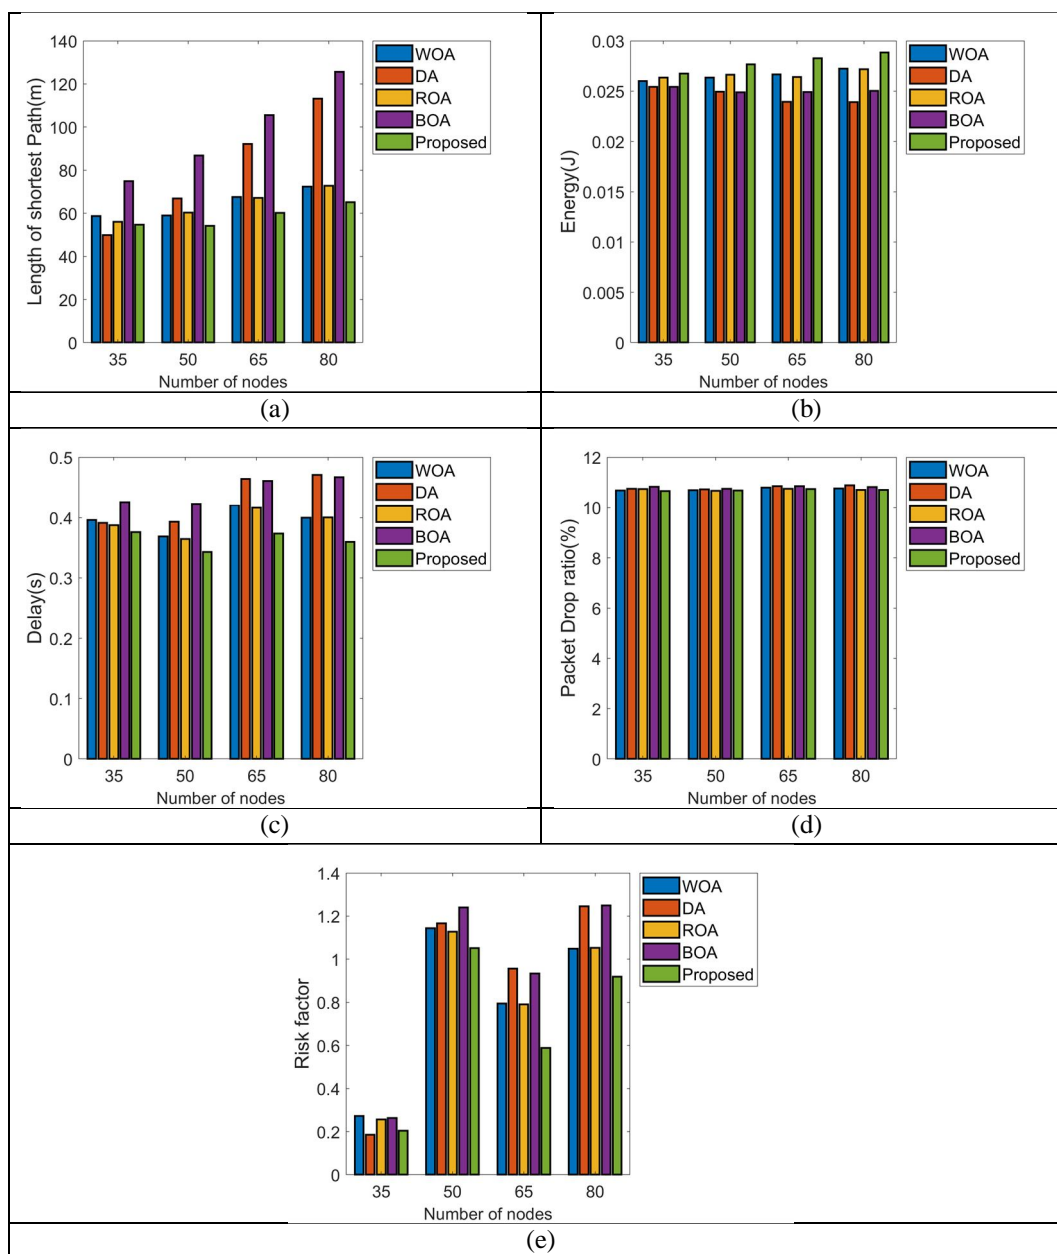 140
120
100
80
60
40
20
0
Length of shortest Path(m)
35 50 65 80
Number of nodes
WOA
DA
ROA
BOA
Proposed
(a)
0.03
0.025
0.02
0.015
0.01
0.005
0
Energy(J)
35 50 65 80
Number of nodes
WOA
DA
ROA
BOA
Proposed
(b)
0.5
0.4
0.3
0.2
0.1
0
Delay(s)
35 50 65 80
Number of nodes
WOA
DA
ROA
BOA
Proposed
(c)
12
10
8
6
4
2
0
Packet Drop ratio(%)
35 50 65 80
Number of nodes
WOA
DA
ROA
BOA
Proposed
(d)
1.4
1.2
1
0.8
0.6
0.4
0.2
0
Risk factor
35 50 65 80
Number of nodes
WOA
DA
ROA
BOA
Proposed
(e)